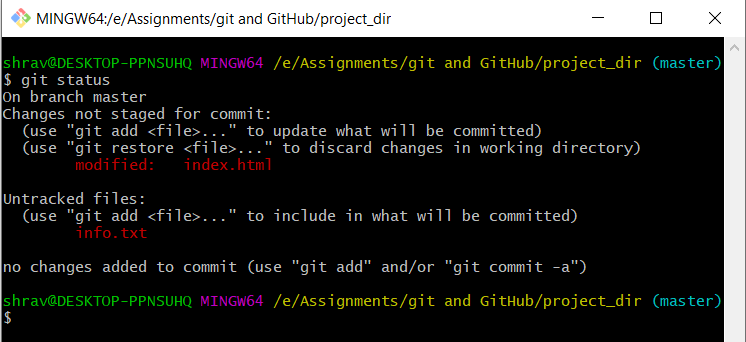 MINGW64:/e/Assignments/git and GitHub/project_dir
shrav@DESKTOP-PPNSUHQ MINGW64 /e/Assignments/git and GitHub/project_dir (master)
$ git status
On branch master
Changes not staged for commit:
  (use "git add <file>..." to update what will be committed)
  (use "git restore <file>..." to discard changes in working directory)
        modified:   index.html

Untracked files:
  (use "git add <file>..." to include in what will be committed)
        info.txt

no changes added to commit (use "git add" and/or "git commit -a")

shrav@DESKTOP-PPNSUHQ MINGW64 /e/Assignments/git and GitHub/project_dir (master)
$